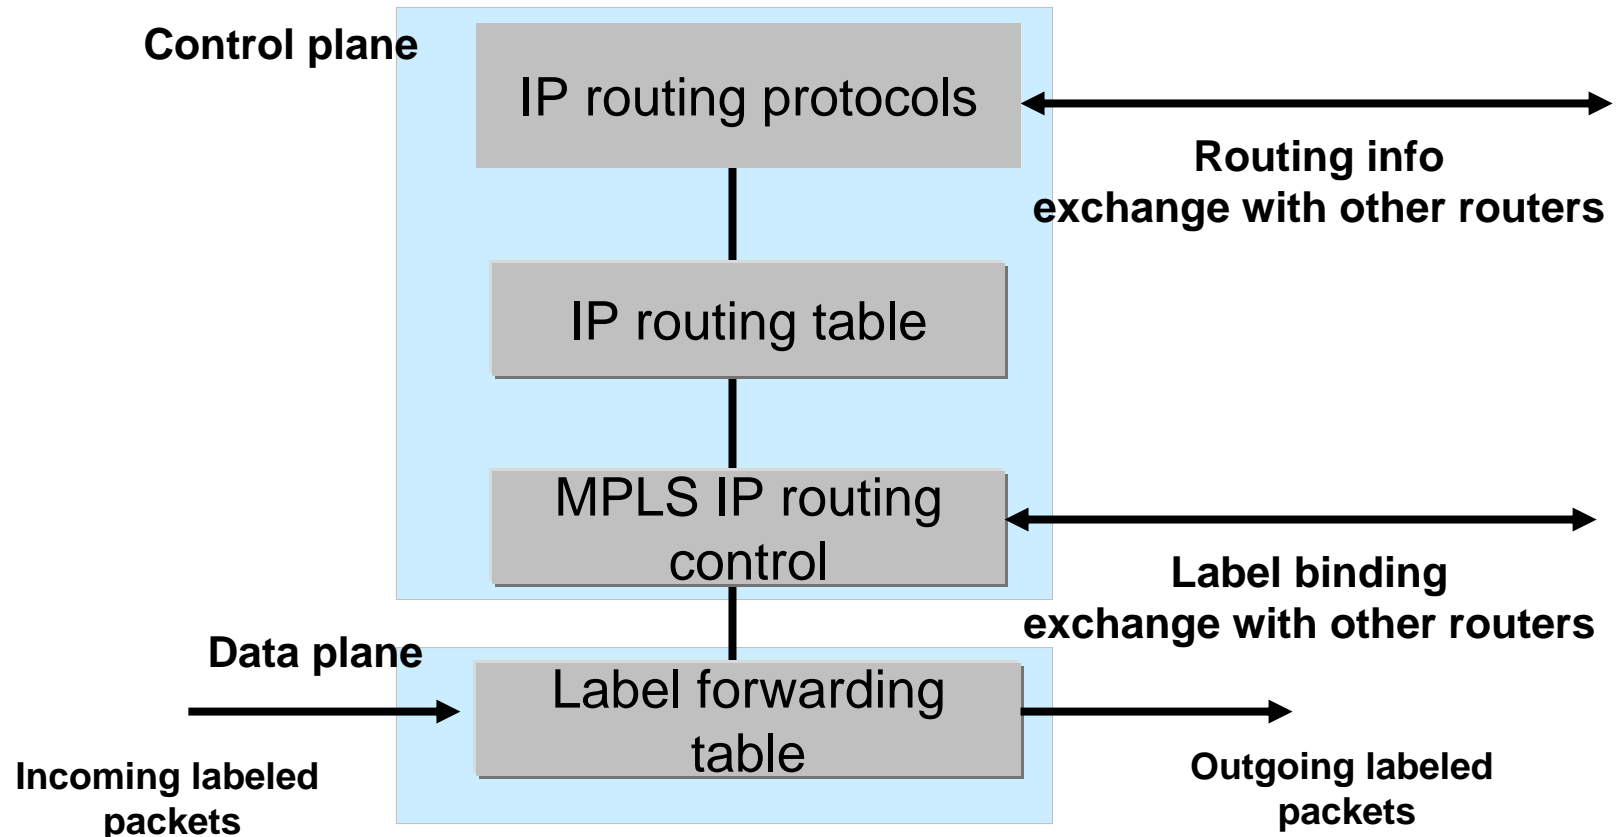 Control plane
IP routing protocols
Routing info
exchange with other routers
IP routing table
MPLS IP routing
control
Label binding
exchange with other routers
Data plane
Label forwarding
table
Incoming labeled
packets
Outgoing labeled
packets